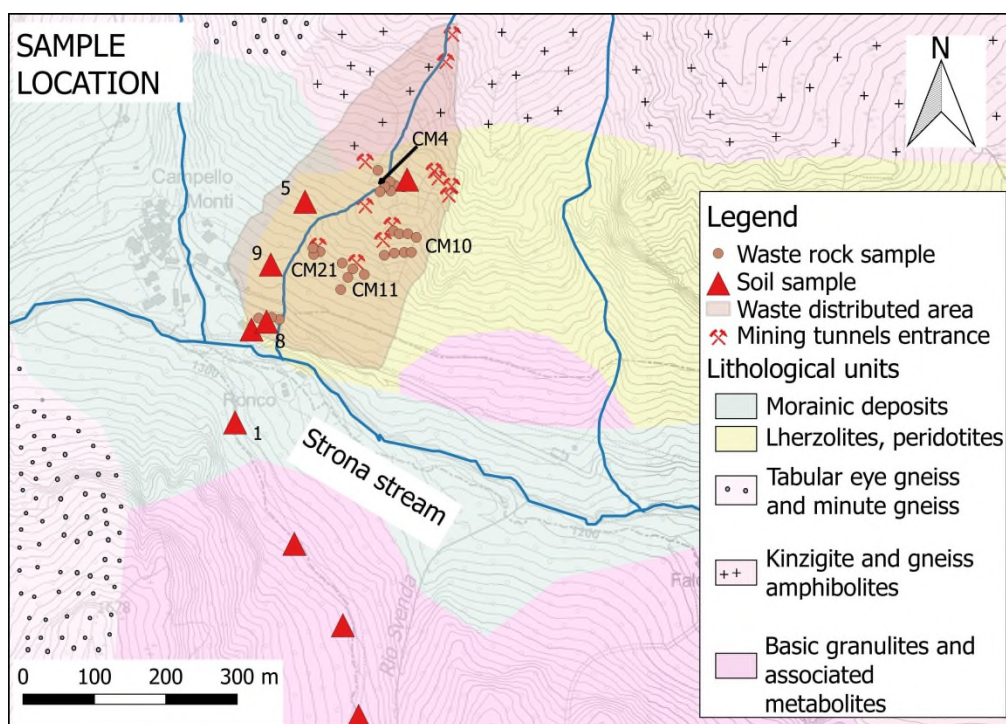 SAMPLE
LOCATION
N
CM4
Campello
Monti
5
9
CM10
CM21
CM11
8
1300
Ronco
1
Strona stream
1200
Rio Sverda
0 100 200 300 m
Legend
Waste rock sample
Soil sample
Waste distributed area
Mining tunnels entrance
Lithological units
Morainic deposits
Lherzolites, peridotites
Tabular eye gneiss
and minute gneiss
Kinzigite and gneiss
amphibolites
Basic granulites and
associated
metabolites